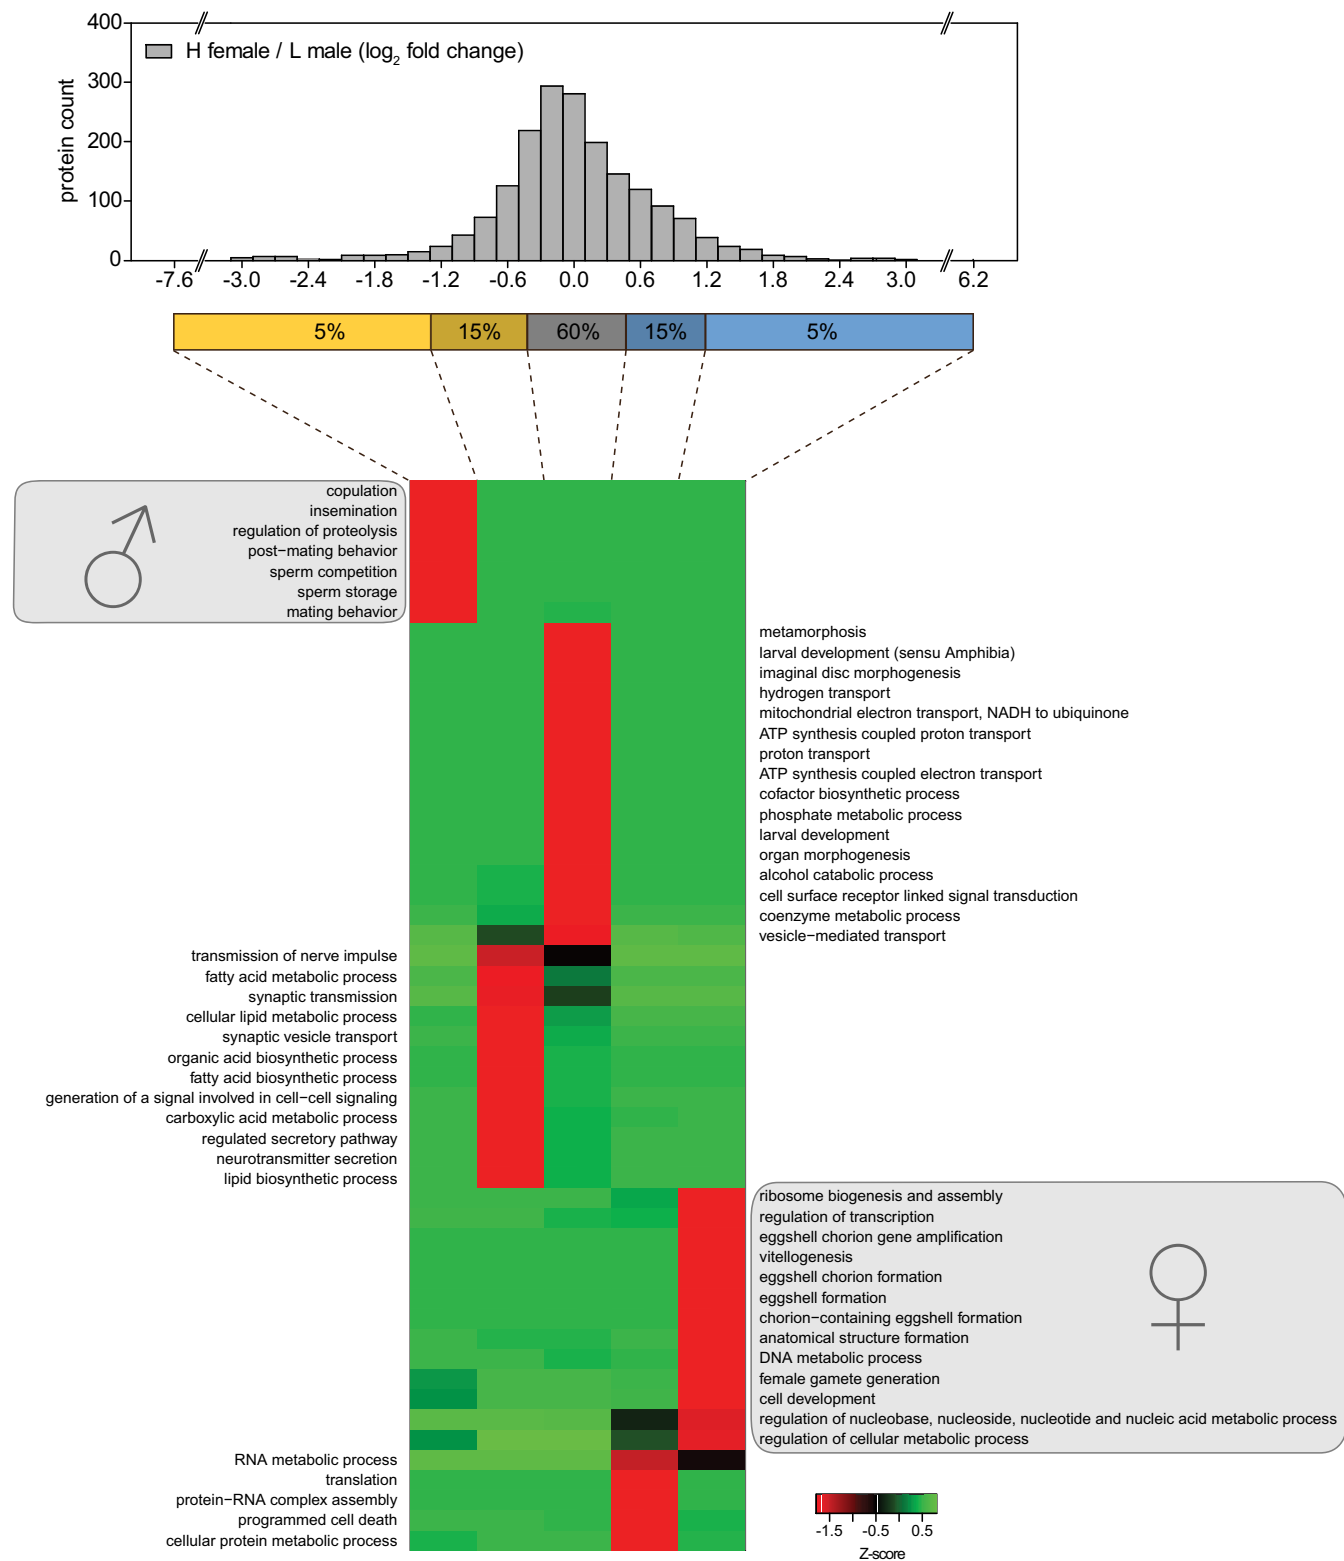 400
300
200
100
0
protein count
H female / L male (log2 fold change)
-7.6 -3.0 -2.4 -1.8 -1.2 -0.6 0.0 0.6 1.2 1.8 2.4 3.0 6.2
5% 15% 60% 15% 5%
copulation
insemination
regulation of proteolysis
post−mating behavior
sperm competition
sperm storage
mating behavior
metamorphosis
larval development (sensu Amphibia)
imaginal disc morphogenesis
hydrogen transport
mitochondrial electron transport, NADH to ubiquinone
ATP synthesis coupled proton transport
proton transport
ATP synthesis coupled electron transport
cofactor biosynthetic process
phosphate metabolic process
larval development
organ morphogenesis
alcohol catabolic process
cell surface receptor linked signal transduction
coenzyme metabolic process
vesicle−mediated transport
transmission of nerve impulse
fatty acid metabolic process
synaptic transmission
cellular lipid metabolic process
synaptic vesicle transport
organic acid biosynthetic process
fatty acid biosynthetic process
generation of a signal involved in cell−cell signaling
carboxylic acid metabolic process
regulated secretory pathway
neurotransmitter secretion
lipid biosynthetic process
ribosome biogenesis and assembly
regulation of transcription
eggshell chorion gene amplification
vitellogenesis
eggshell chorion formation
eggshell formation
chorion−containing eggshell formation
anatomical structure formation
DNA metabolic process
female gamete generation
cell development
regulation of nucleobase, nucleoside, nucleotide and nucleic acid metabolic process
regulation of cellular metabolic process
RNA metabolic process
translation
protein−RNA complex assembly
programmed cell death
cellular protein metabolic process
-1.5 -0.5 0.5
Z-score